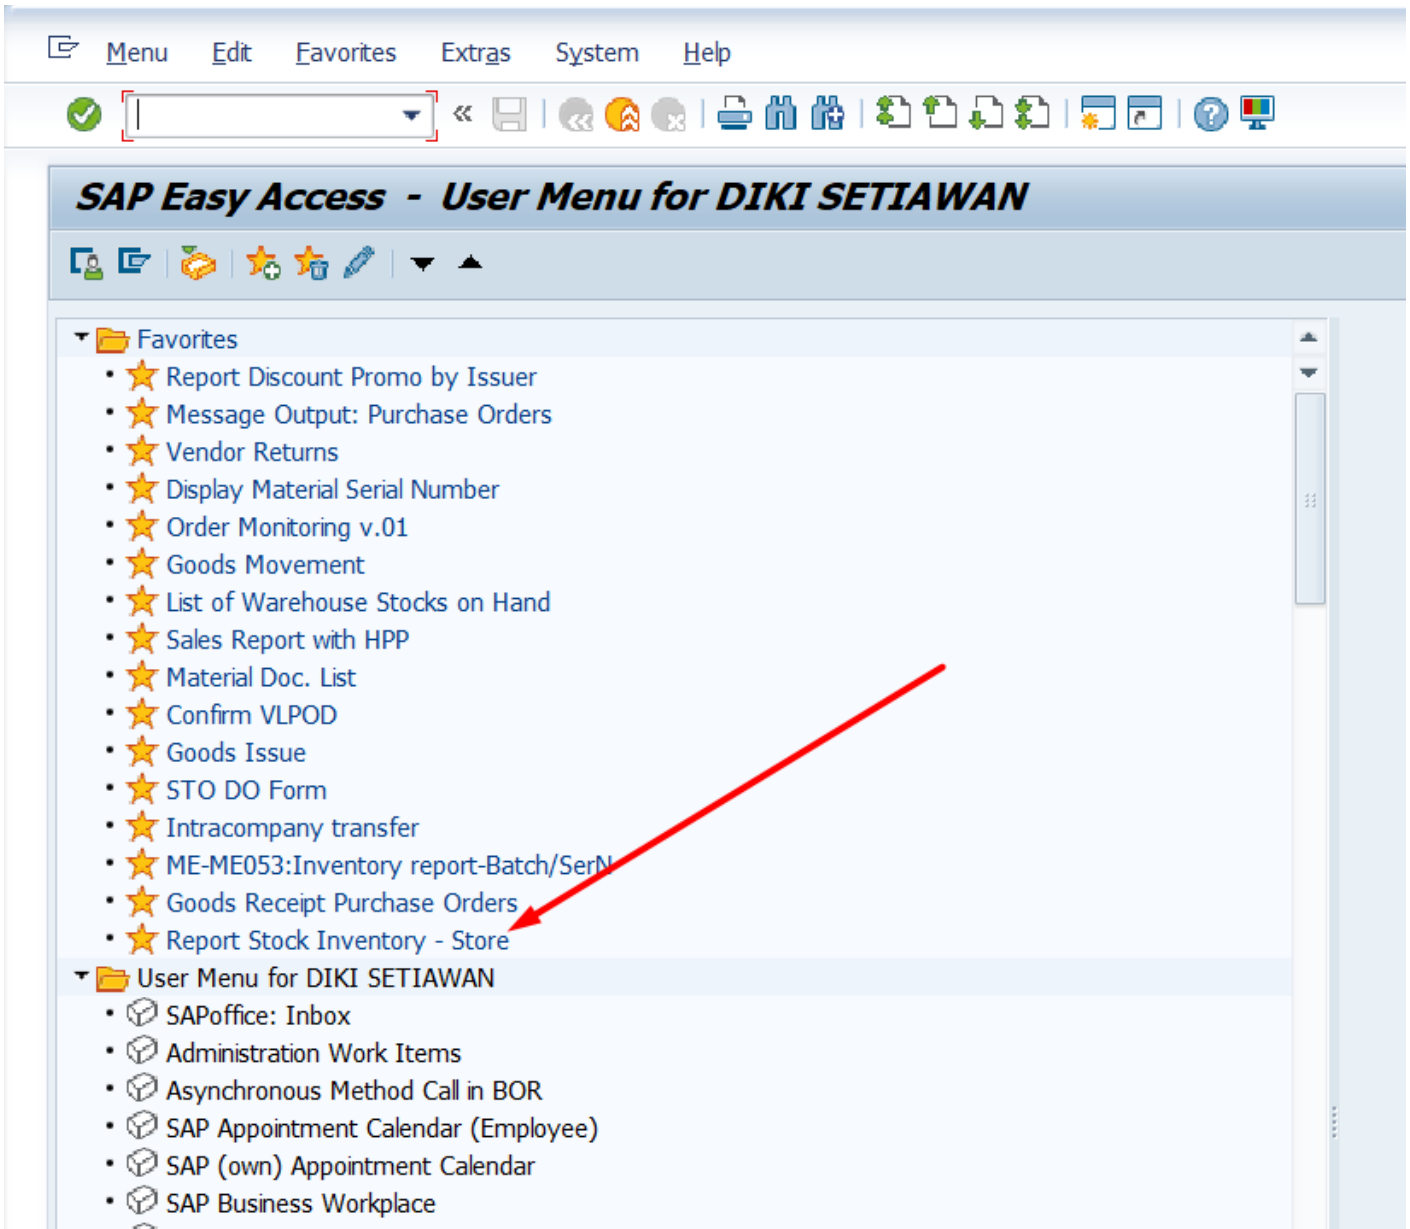 Menu Edit Favorites Extras System Help
SAP Easy Access - User Menu for DIKI SETIAWAN
Favorites
Report Discount Promo by Issuer
Message Output: Purchase Orders
Vendor Returns
Display Material Serial Number
Order Monitoring v.01
Goods Movement
List of Warehouse Stocks on Hand
Sales Report with HPP
Material Doc. List
Confirm VLPOD
Goods Issue
STO DO Form
Intracompany transfer
ME-ME053:Inventory report-Batch/SerN
Goods Receipt Purchase Orders
Report Stock Inventory - Store
User Menu for DIKI SETIAWAN
SAPoffice: Inbox
Administration Work Items
Asynchronous Method Call in BOR
SAP Appointment Calendar (Employee)
SAP (own) Appointment Calendar
SAP Business Workplace